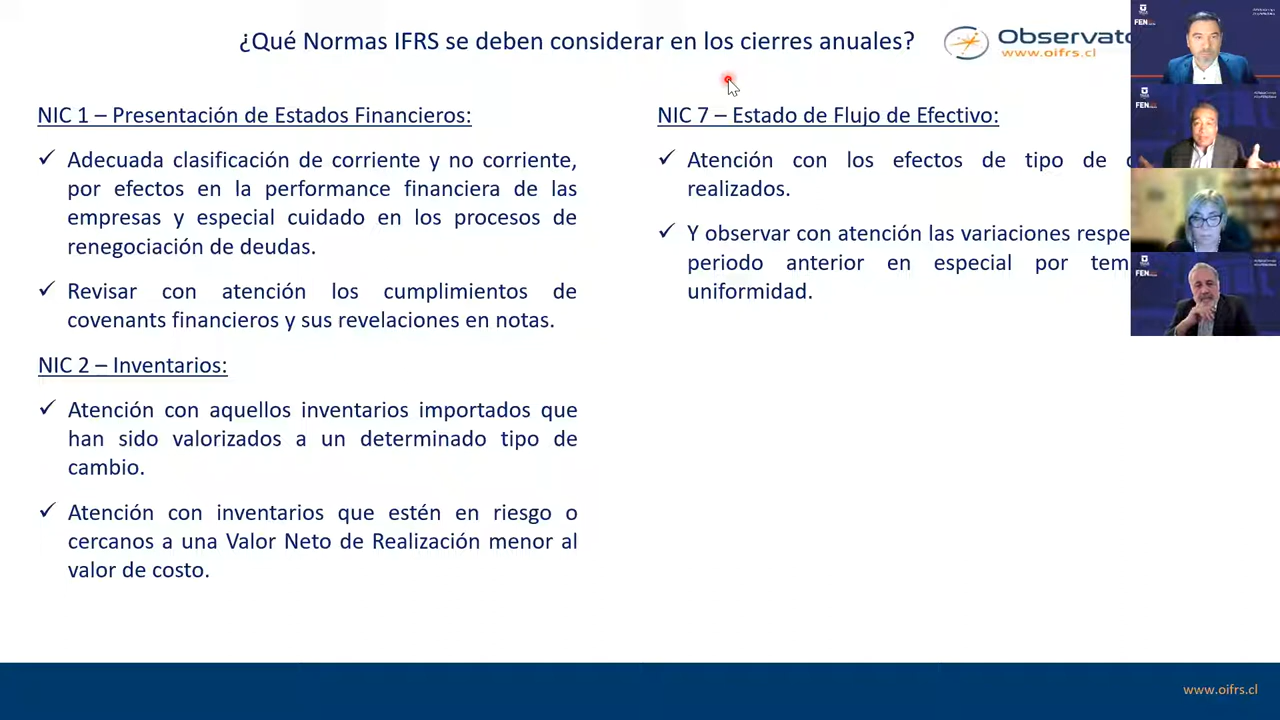 ¿Qué Normas IFRS se deben considerar en los cierres anuales?
Observato
www.oifrs.cl
NIC 1 – Presentación de Estados Financieros:
✓ Adecuada clasificación de corriente y no corriente,
por efectos en la performance financiera de las
empresas y especial cuidado en los procesos de
renegociación de deudas.
✓ Revisar con atención los cumplimientos de
covenants financieros y sus revelaciones en notas.
NIC 2 – Inventarios:
✓ Atención con aquellos inventarios importados que
han sido valorizados a un determinado tipo de
cambio.
✓ Atención con inventarios que estén en riesgo o
cercanos a una Valor Neto de Realización menor al
valor de costo.
NIC 7 – Estado de Flujo de Efectivo:
✓ Atención con los efectos de tipo de
realizados.
✓ Y observar con atención las variaciones respe
periodo anterior en especial por tem
uniformidad.
FEN
FEN
FEN
www.oifrs.cl